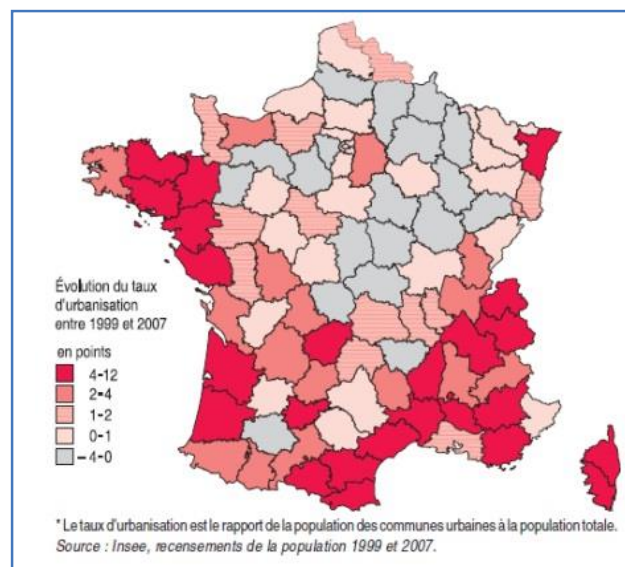 Évolution du taux
d'urbanisation
entre 1999 et 2007
en points
4-12
2-4
1-2
0-1
– 4-0
* Le taux d'urbanisation est le rapport de la population des communes urbaines à la population totale.
Source : Insee, recensements de la population 1999 et 2007.